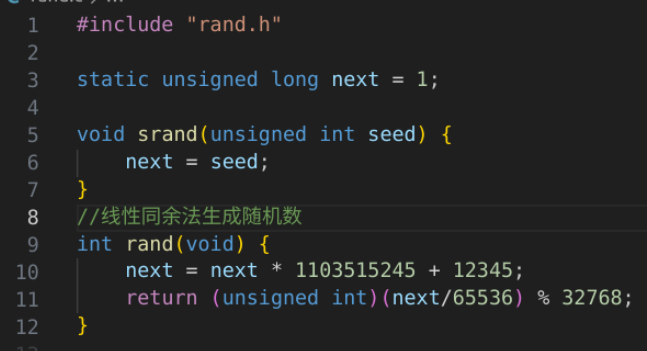 1 #include "rand.h"
2
3 static unsigned long next = 1;
4
5 void srand(unsigned int seed) {
6     next = seed;
7 }
8 //线性同余法生成随机数
9 int rand(void) {
10     next = next * 1103515245 + 12345;
11     return (unsigned int)(next/65536) % 32768;
12 }